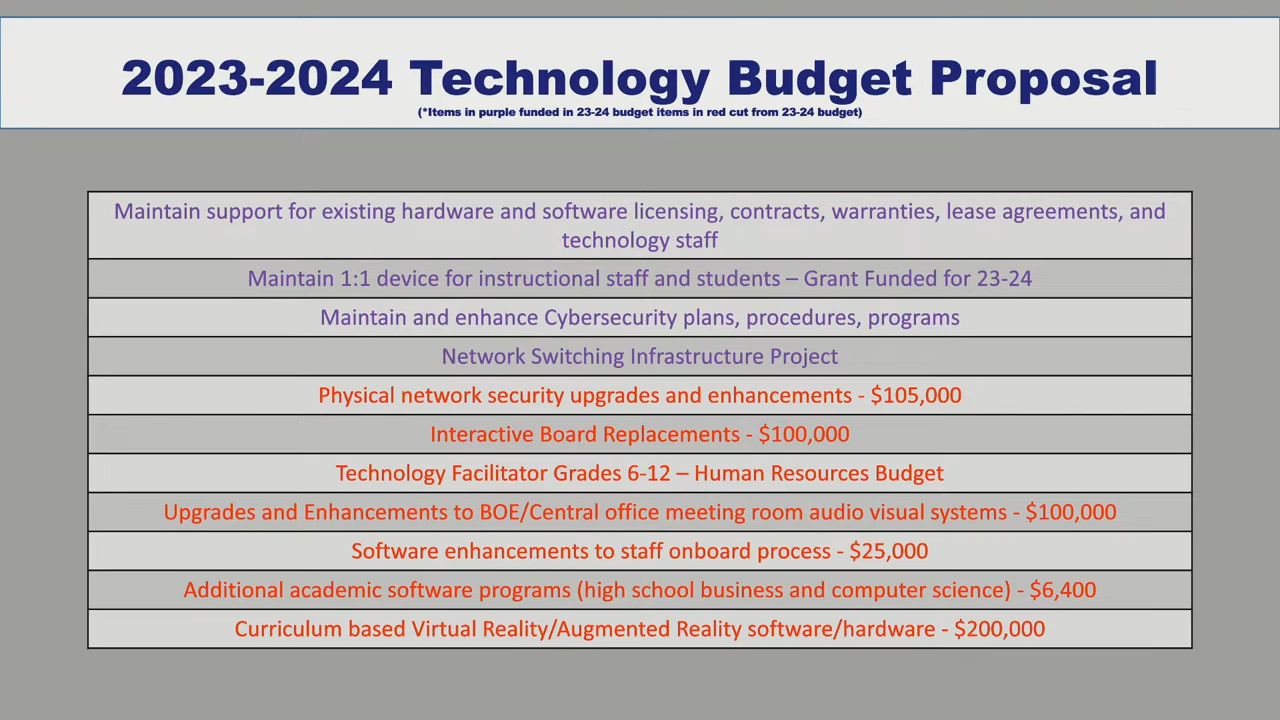 2023-2024 Technology Budget Proposal
(*Items in purple funded in 23-24 budget items in red cut from 23-24 budget)
Maintain support for existing hardware and software licensing, contracts, warranties, lease agreements, and
technology staff
Maintain 1:1 device for instructional staff and students – Grant Funded for 23-24
Maintain and enhance Cybersecurity plans, procedures, programs
Network Switching Infrastructure Project
Physical network security upgrades and enhancements - $105,000
Interactive Board Replacements - $100,000
Technology Facilitator Grades 6-12 – Human Resources Budget
Upgrades and Enhancements to BOE/Central office meeting room audio visual systems - $100,000
Software enhancements to staff onboard process - $25,000
Additional academic software programs (high school business and computer science) - $6,400
Curriculum based Virtual Reality/Augmented Reality software/hardware - $200,000